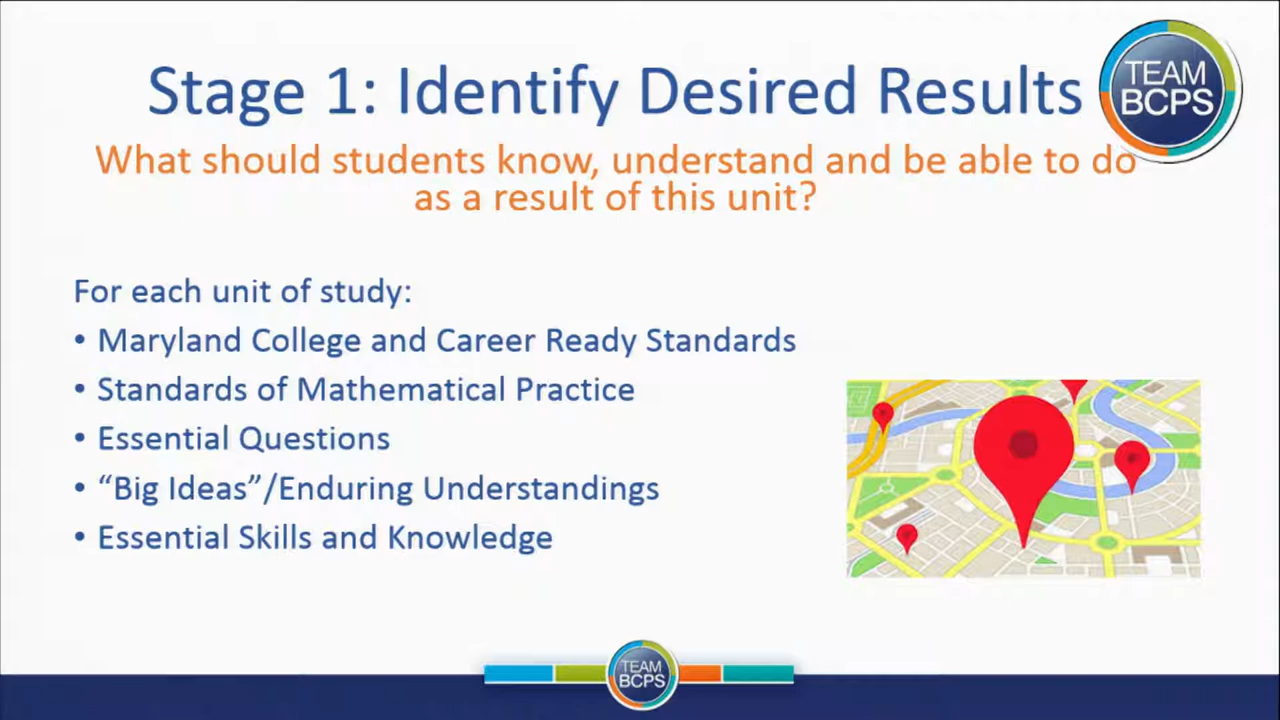 Stage 1: Identify Desired Results
TEAM
BCPS
What should students know, understand and be able to do
as a result of this unit?
For each unit of study:
• Maryland College and Career Ready Standards
• Standards of Mathematical Practice
• Essential Questions
• “Big Ideas”/Enduring Understandings
• Essential Skills and Knowledge
TEAM
BCPS